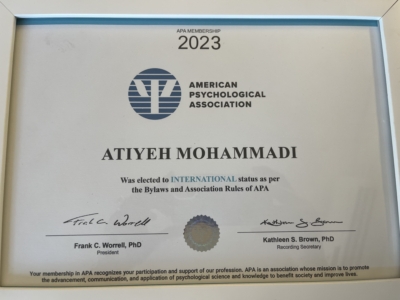 APA MEMBERSHIP
2023
AMERICAN
PSYCHOLOGICAL
ASSOCIATION
ATIYEH MOHAMMADI
Was elected to INTERNATIONAL status as per
the Bylaws and Association Rules of APA
Frank C. Worrell, PhD
President
Kathleen S. Brown, PhD
Recording Secretary
Your membership in APA recognizes your participation and support of our profession. APA is an association whose mission is to promote
the advancement, communication, and application of psychological science and knowledge to benefit society and improve lives.